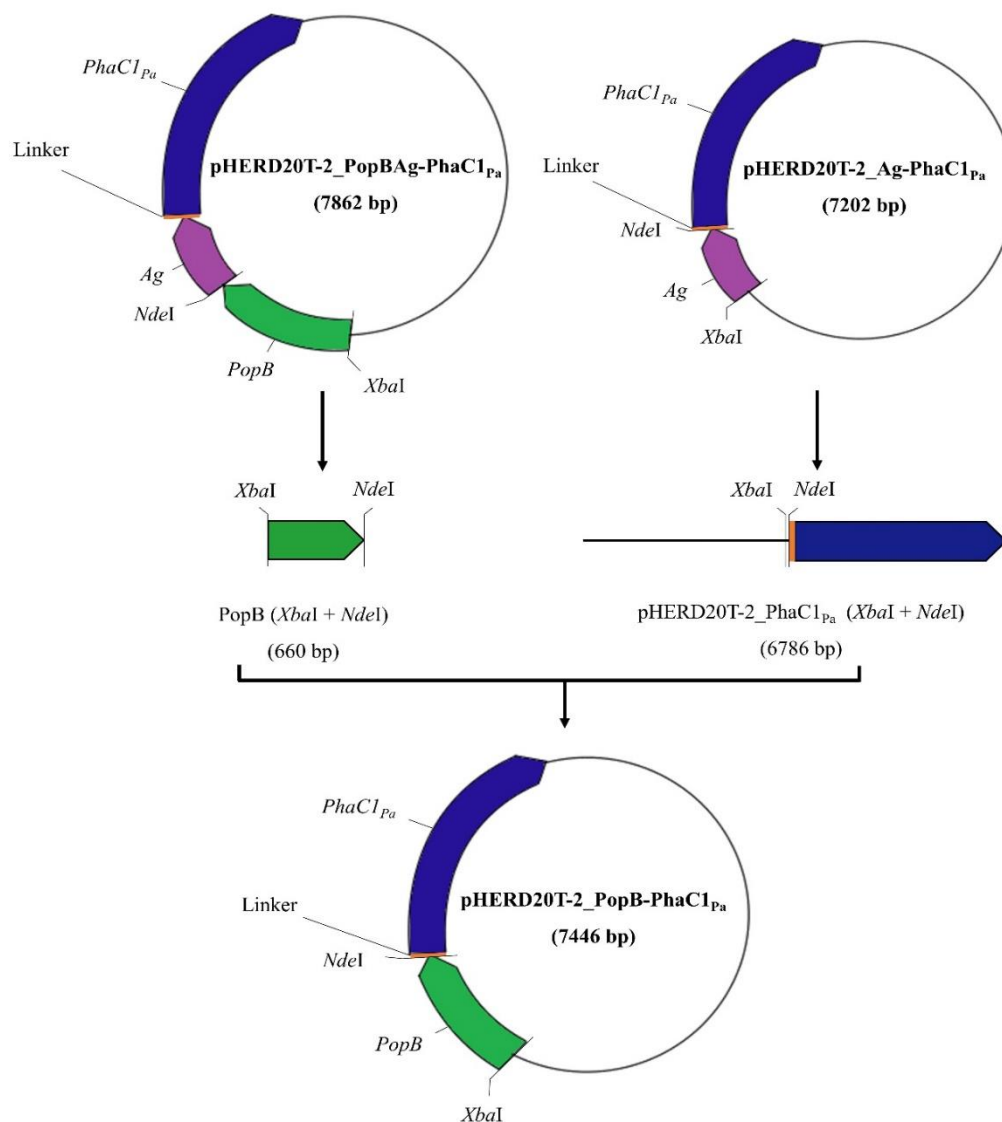 PhaC1Pa
Linker
pHERD20T-2_PopBAg-PhaC1Pa
(7862 bp)
Ag
NdeI
PopB
XbaI
PhaC1Pa
Linker
pHERD20T-2_Ag-PhaC1Pa
(7202 bp)
NdeI
Ag
XbaI
XbaI NdeI
PopB (XbaI + NdeI)
(660 bp)
XbaI NdeI
pHERD20T-2_PhaC1Pa (XbaI + NdeI)
(6786 bp)
PhaC1Pa
Linker
pHERD20T-2_PopB-PhaC1Pa
(7446 bp)
NdeI
PopB
XbaI